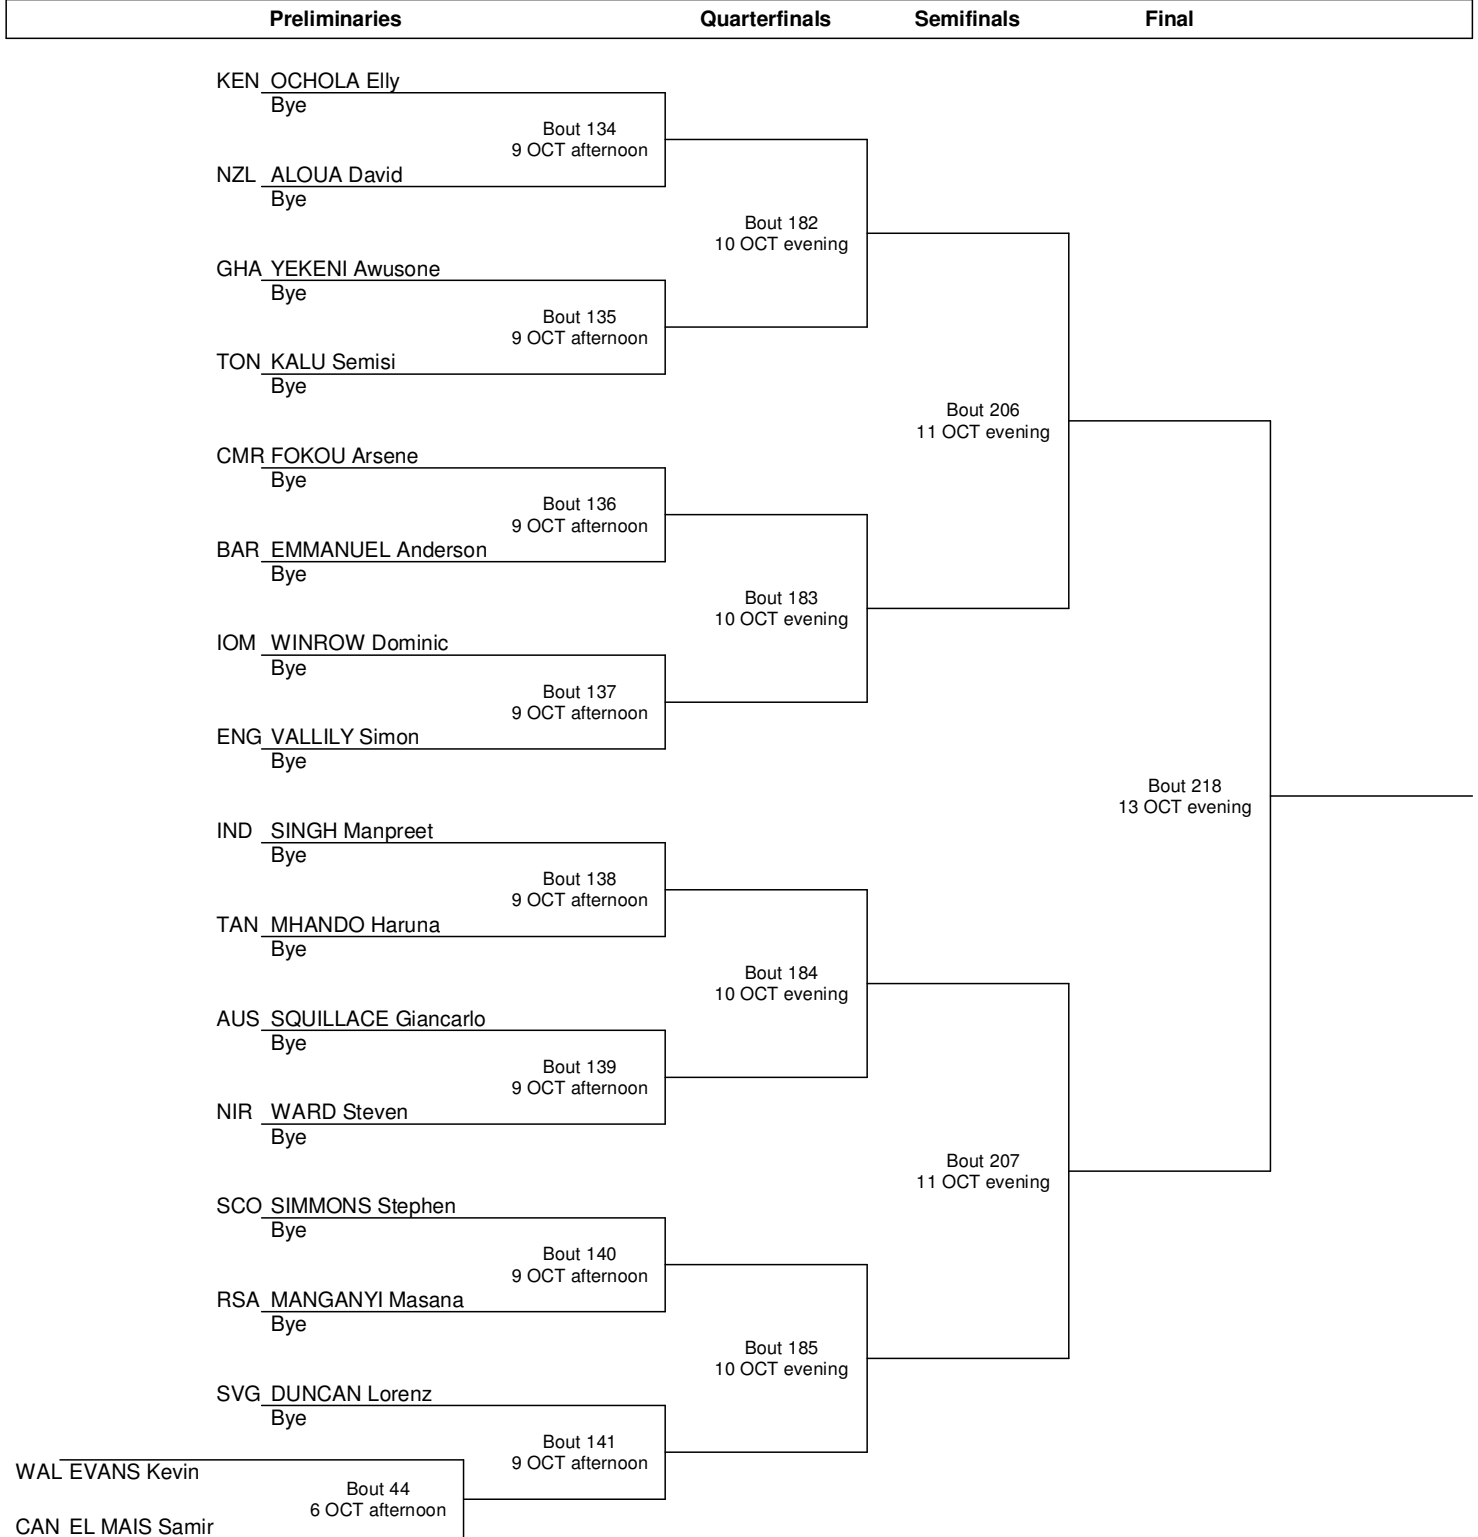 Preliminaries Quarterfinals Semifinals Final
KEN OCHOLA Elly
Bye
Bout 134
9 OCT afternoon
NZL ALOUA David
Bye
Bout 182
10 OCT evening
GHA YEKENI Awusone
Bye
Bout 135
9 OCT afternoon
TON KALU Semisi
Bye
Bout 206
11 OCT evening
CMR FOKOU Arsene
Bye
Bout 136
9 OCT afternoon
BAR EMMANUEL Anderson
Bye
Bout 183
10 OCT evening
IOM WINROW Dominic
Bye
Bout 137
9 OCT afternoon
ENG VALLILY Simon
Bye
Bout 218
13 OCT evening
IND SINGH Manpreet
Bye
Bout 138
9 OCT afternoon
TAN MHANDO Haruna
Bye
Bout 184
10 OCT evening
AUS SQUILLACE Giancarlo
Bye
Bout 139
9 OCT afternoon
NIR WARD Steven
Bye
Bout 207
11 OCT evening
SCO SIMMONS Stephen
Bye
Bout 140
9 OCT afternoon
RSA MANGANYI Masana
Bye
Bout 185
10 OCT evening
SVG DUNCAN Lorenz
Bye
Bout 141
9 OCT afternoon
WAL EVANS Kevin
Bout 44
6 OCT afternoon
CAN EL MAIS Samir